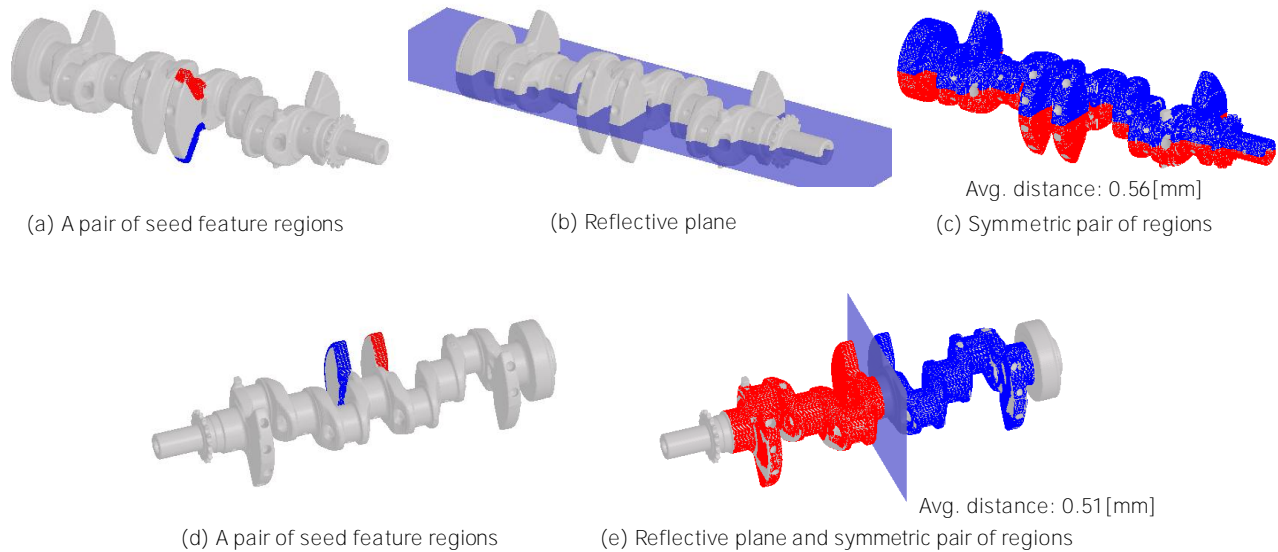 Avg. distance: 0.56[mm]
(a) A pair of seed feature regions
(b) Reflective plane
(c) Symmetric pair of regions
Avg. distance: 0.51[mm]
(d) A pair of seed feature regions
(e) Reflective plane and symmetric pair of regions